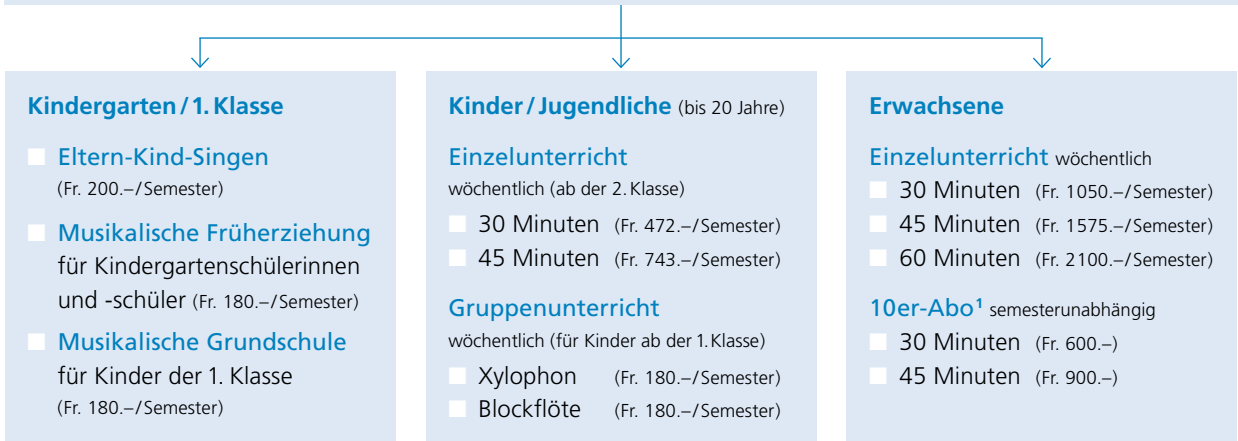 Kindergarten / 1. Klasse
Eltern-Kind-Singen
(Fr. 200.–/Semester)
Musikalische Früherziehung
für Kindergartenschülerinnen
und -schüler (Fr. 180.–/Semester)
Musikalische Grundschule
für Kinder der 1. Klasse
(Fr. 180.–/Semester)
Kinder / Jugendliche (bis 20 Jahre)
Einzelunterricht
wöchentlich (ab der 2. Klasse)
30 Minuten (Fr. 472.–/Semester)
45 Minuten (Fr. 743.–/Semester)
Gruppenunterricht
wöchentlich (für Kinder ab der 1. Klasse)
Xylophon (Fr. 180.–/Semester)
Blockflöte (Fr. 180.–/Semester)
Erwachsene
Einzelunterricht wöchentlich
30 Minuten (Fr. 1050.–/Semester)
45 Minuten (Fr. 1575.–/Semester)
60 Minuten (Fr. 2100.–/Semester)
10er-Abo¹ semesterunabhängig
30 Minuten (Fr. 600.–)
45 Minuten (Fr. 900.–)